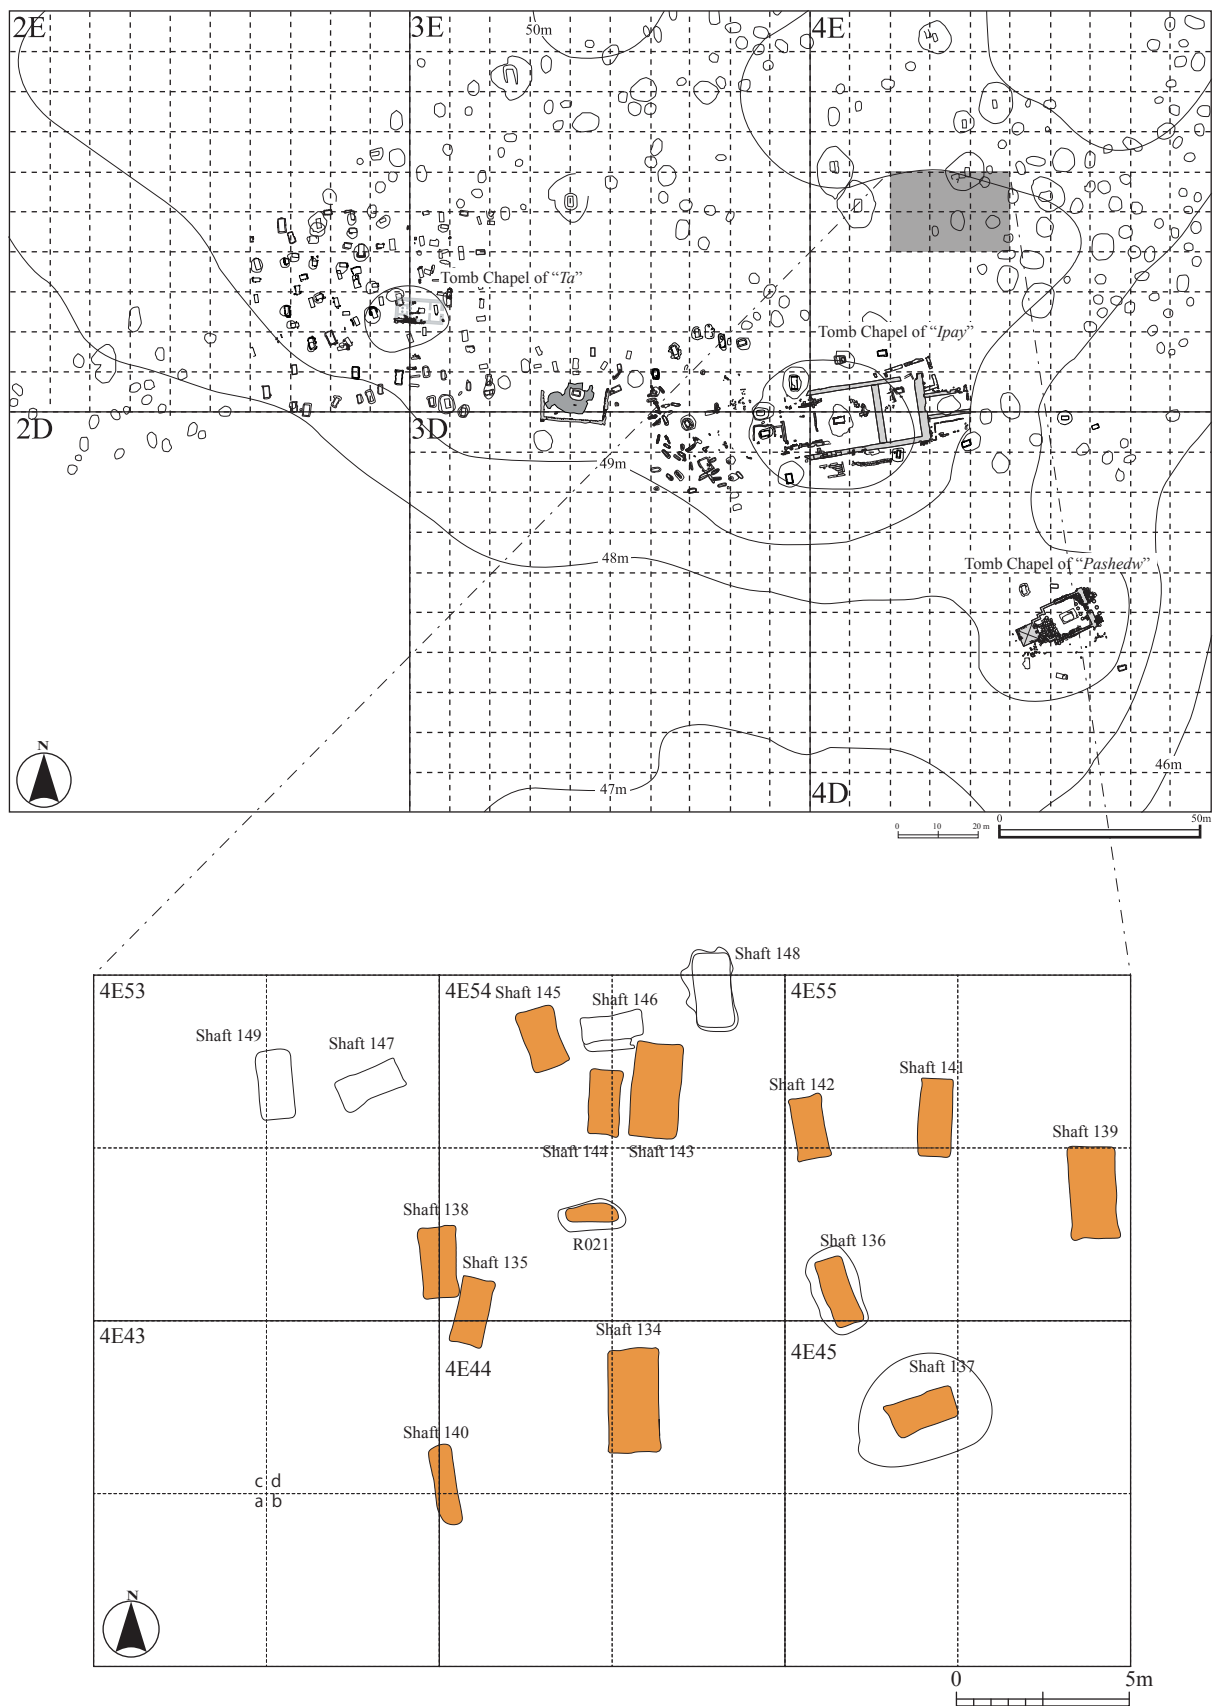 2E
3E
4E
50m
Tomb Chapel of “Ta”
Tomb Chapel of “Ipay”
2D
3D
49m
48m
Tomb Chapel of “Pashedw”
N
46m
47m
4D
0 10 20 m
0 50m
Shaft 148
4E53
4E54
4E55
Shaft 145
Shaft 146
Shaft 149
Shaft 147
Shaft 141
Shaft 142
Shaft 139
Shaft 144
Shaft 143
Shaft 138
R021
Shaft 136
Shaft 135
4E43
Shaft 134
4E44
4E45
Shaft 137
Shaft 140
c d
a b
N
0 5m